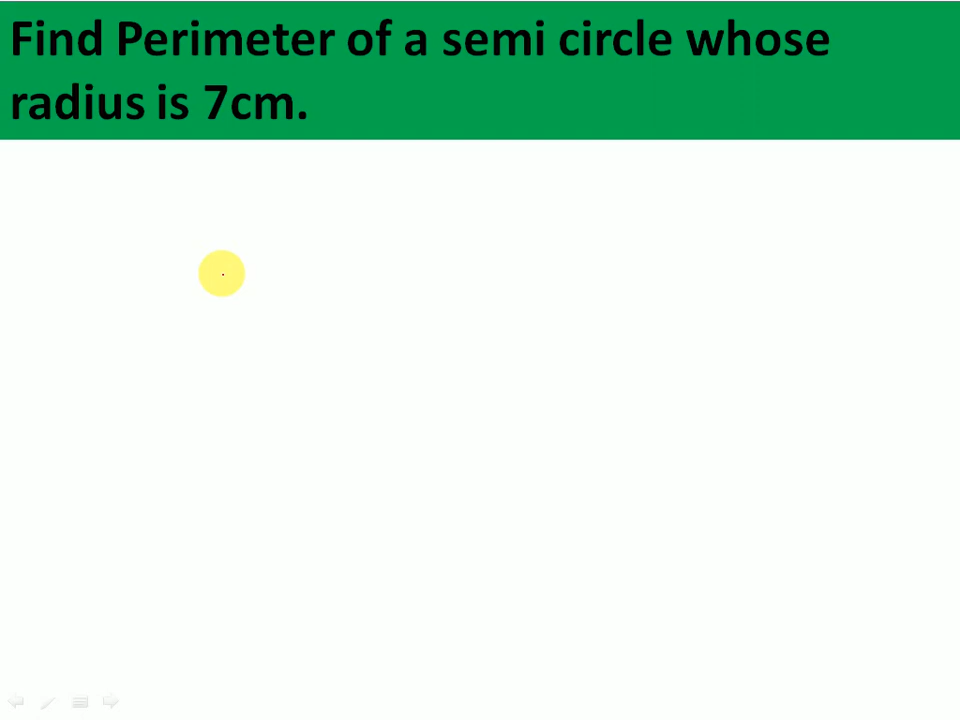 Find Perimeter of a semi circle whose
radius is 7cm.